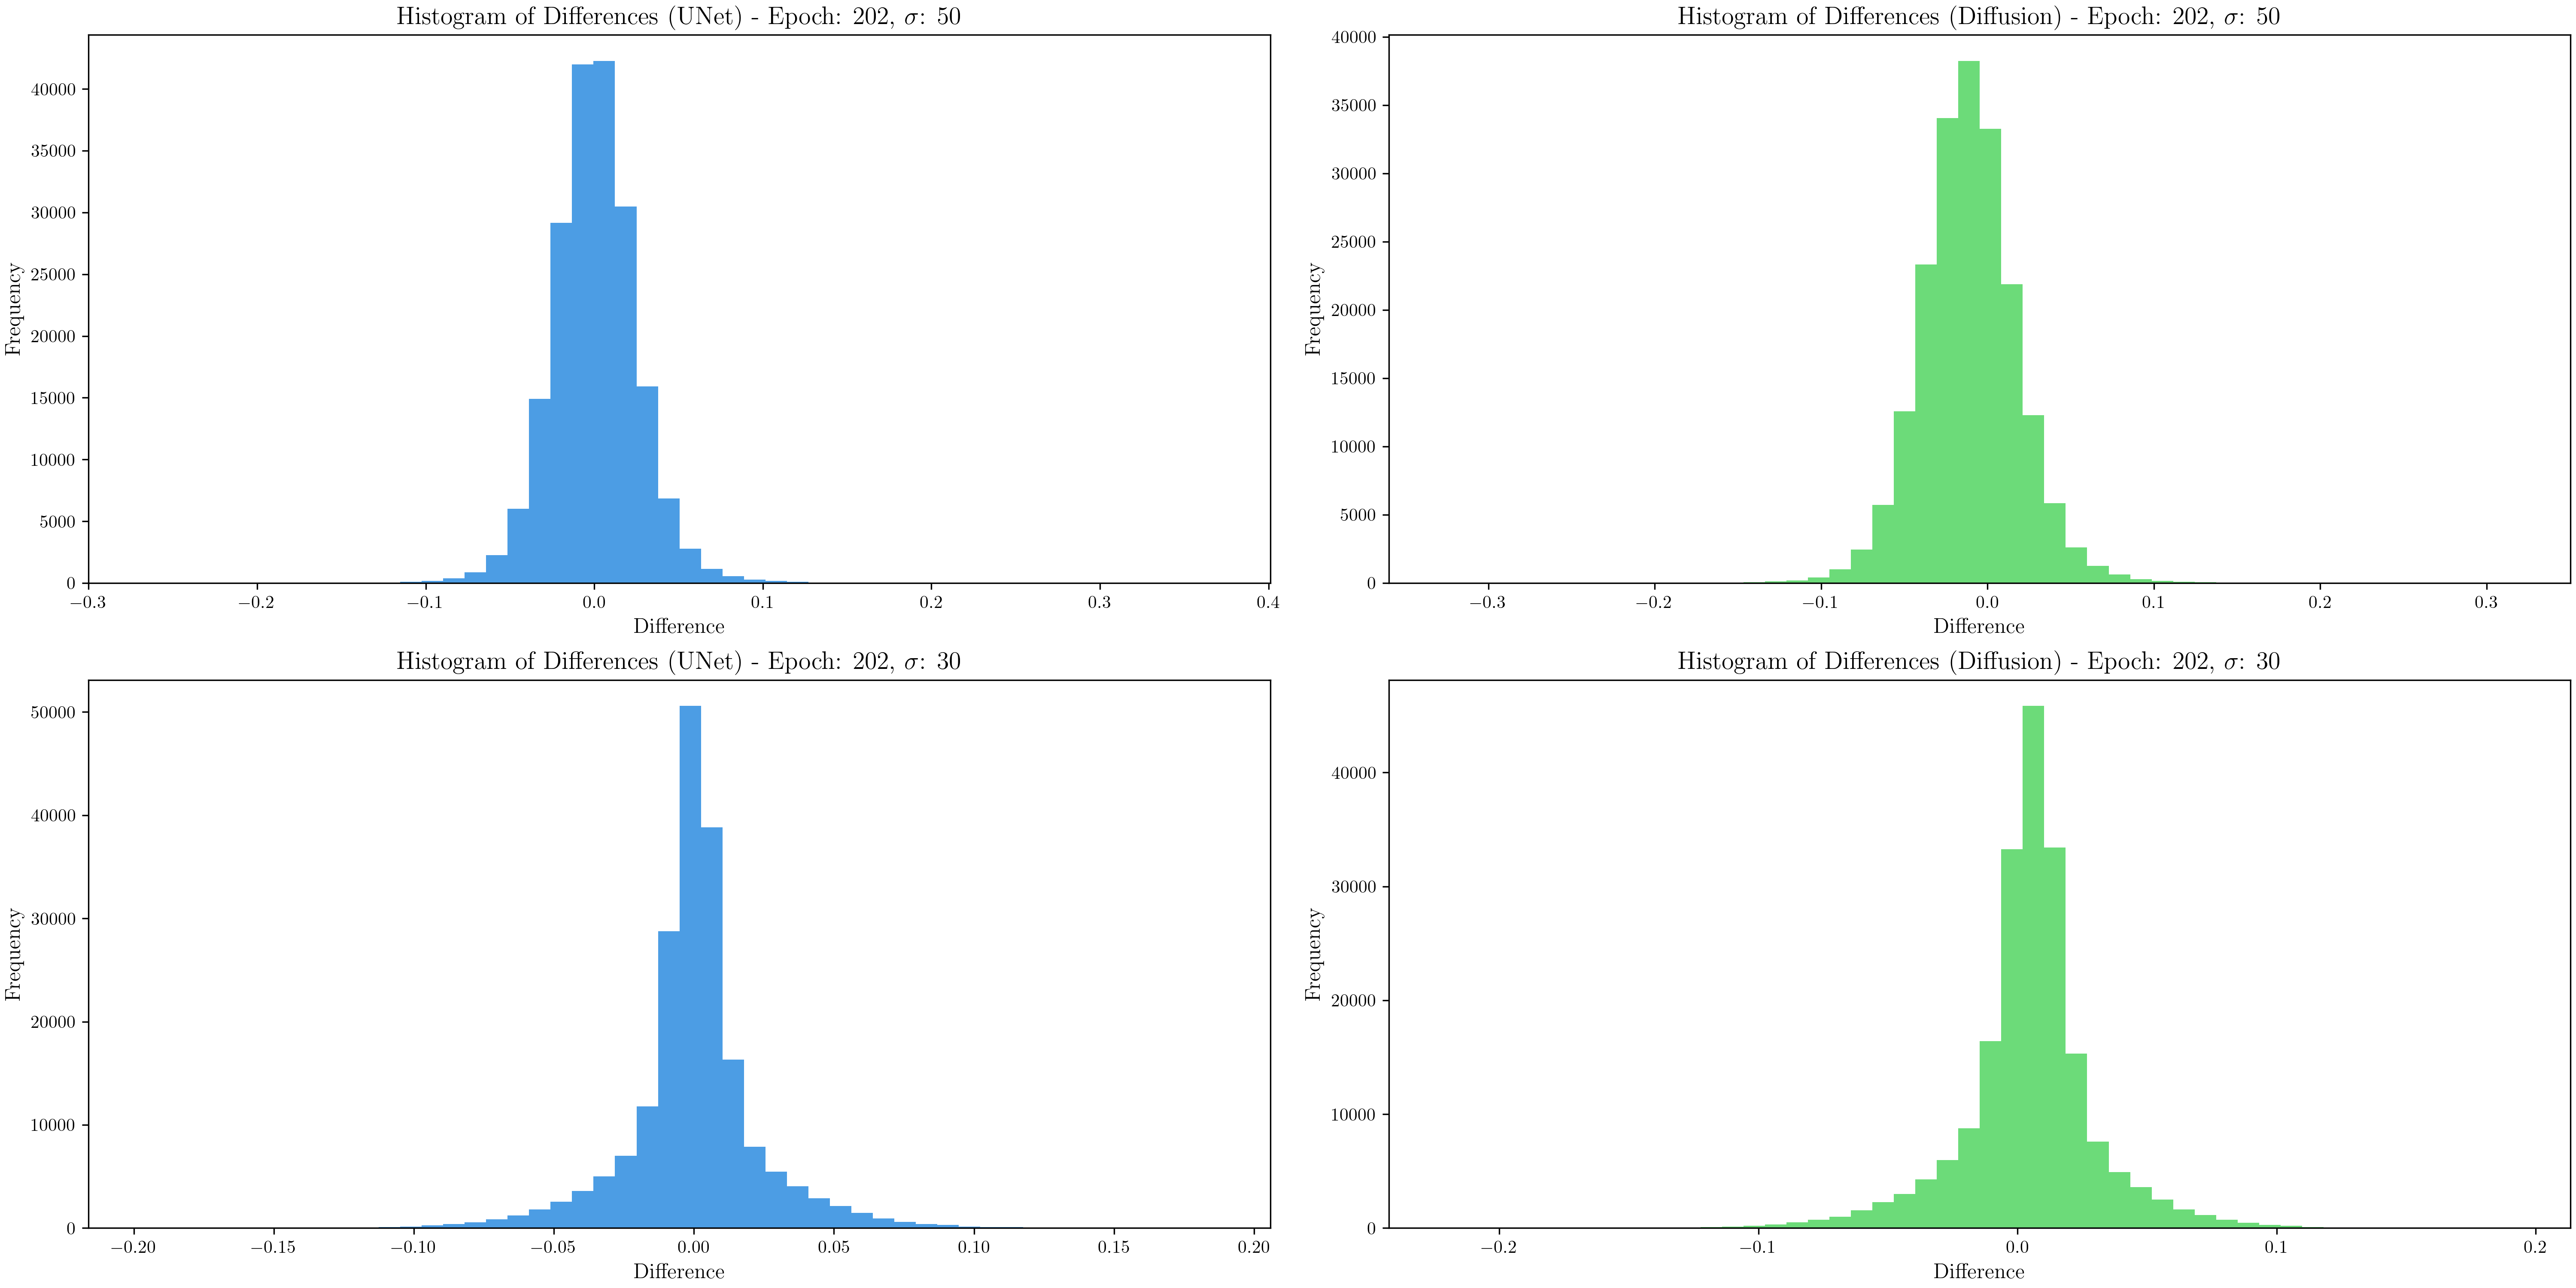 Histogram of Differences (UNet) - Epoch: 202, σ: 50
40000
35000
30000
25000
20000
15000
10000
5000
0
Frequency
−0.3 −0.2 −0.1 0.0 0.1 0.2 0.3 0.4
Difference
Histogram of Differences (Diffusion) - Epoch: 202, σ: 50
40000
35000
30000
25000
20000
15000
10000
5000
0
Frequency
−0.3 −0.2 −0.1 0.0 0.1 0.2 0.3
Difference
Histogram of Differences (UNet) - Epoch: 202, σ: 30
50000
40000
30000
20000
10000
0
Frequency
−0.20 −0.15 −0.10 −0.05 0.00 0.05 0.10 0.15 0.20
Difference
Histogram of Differences (Diffusion) - Epoch: 202, σ: 30
40000
30000
20000
10000
0
Frequency
−0.2 −0.1 0.0 0.1 0.2
Difference